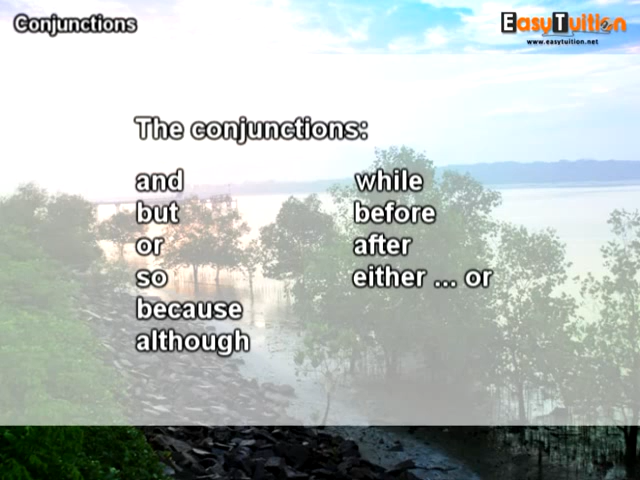 Conjunctions
EasyTuition
www.easytuition.net
The conjunctions:
and
but
or
so
because
although
while
before
after
either ... or